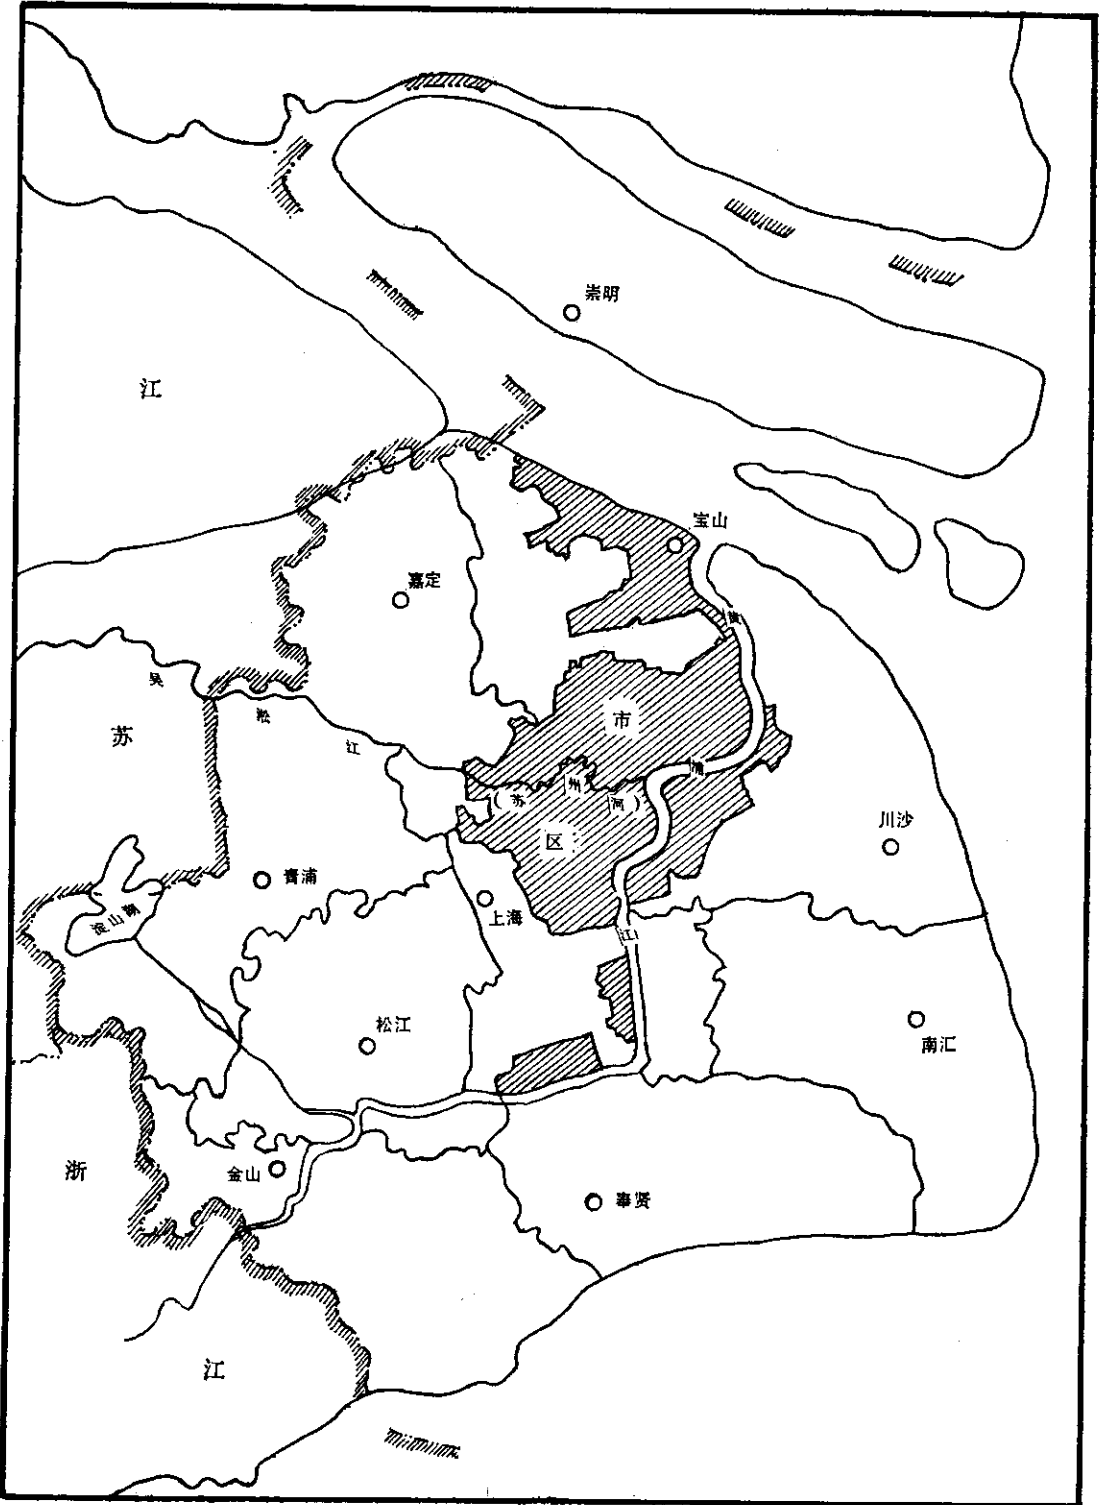 崇明
江
宝山
嘉定
黄
吴
淞
江
苏
市
浦
(苏
州
河)
区
川沙
青浦
上海
淀山湖
江
松江
南汇
浙
金山
奉贤
江